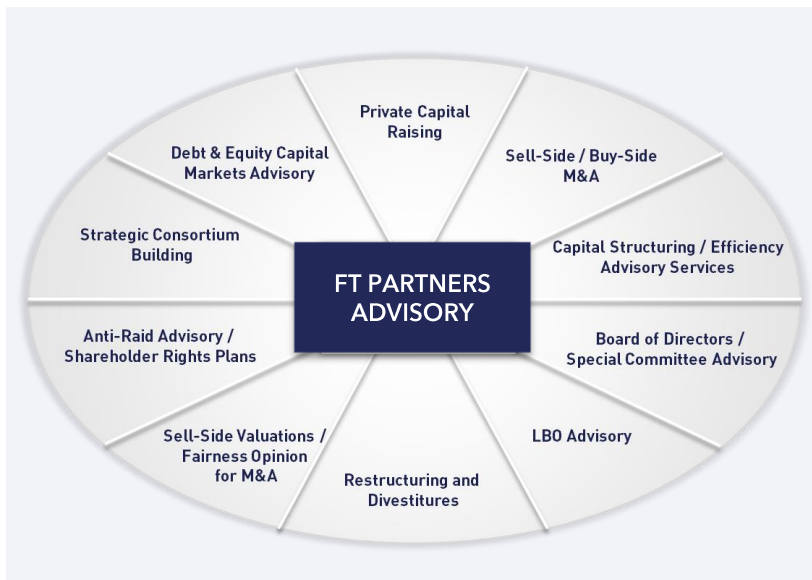 Private Capital
Raising
Debt & Equity Capital
Markets Advisory
Sell-Side / Buy-Side
M&A
Strategic Consortium
Building
Capital Structuring / Efficiency
Advisory Services
FT PARTNERS
ADVISORY
Anti-Raid Advisory /
Shareholder Rights Plans
Board of Directors /
Special Committee Advisory
Sell-Side Valuations /
Fairness Opinion
for M&A
LBO Advisory
Restructuring and
Divestitures